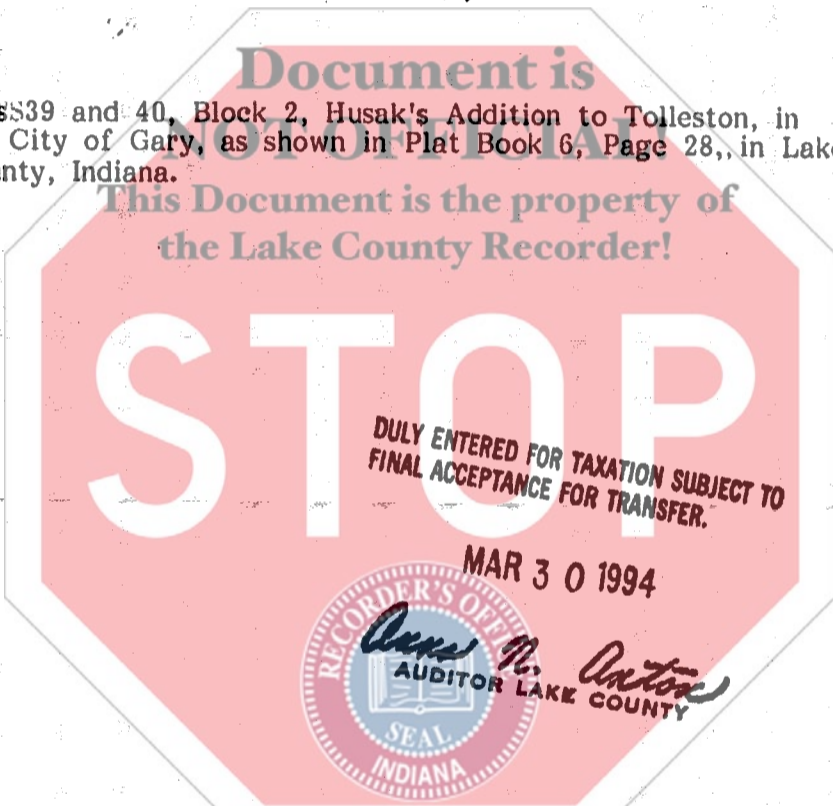 Document is
s$39 and 40, Block 2, Husak's Addition to Tolleston, in
NOT OFFICIAL!
City of Gary, as shown in Plat Book 6, Page 28,, in Lake
nty, Indiana.
This Document is the property of
the Lake County Recorder!
STOP
DULY ENTERED FOR TAXATION SUBJECT TO
FINAL ACCEPTANCE FOR TRANSFER.
MAR 3 0 1994
Anna N. Anton
AUDITOR LAKE COUNTY
RECORDER'S OFFICE
SEAL
INDIANA